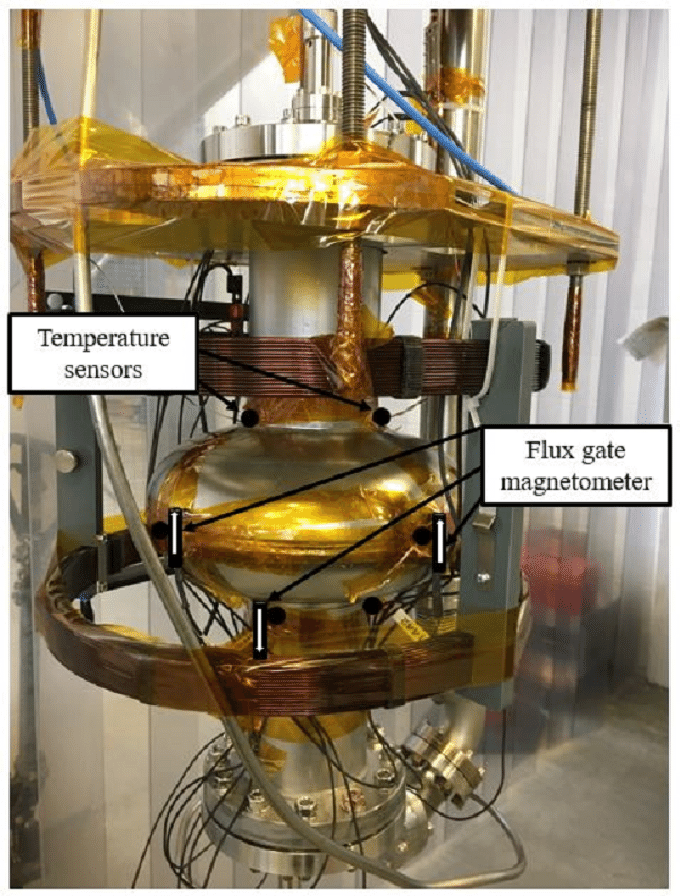 Temperature
sensors
Flux gate
magnetometer